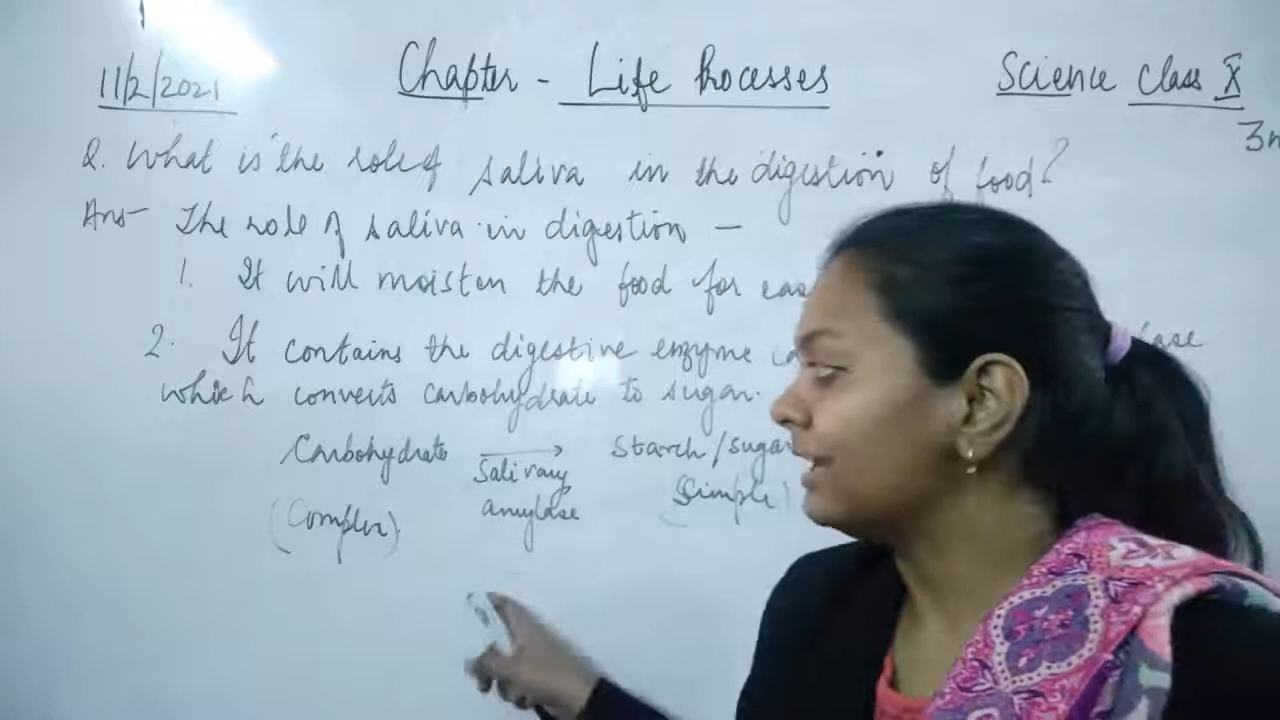 11/2/2021
Chapter - Life Processes
Science Class X
Q. What is the role of saliva in the digestion of food?
Ans- The role of saliva in digestion -
1. It will moisten the food for
2. It contains the digestive enzyme
which converts carbohydrate to sugar.
Carbohydrate → Starch/sugar
Salivary
amylase
(Complex) (Simple)